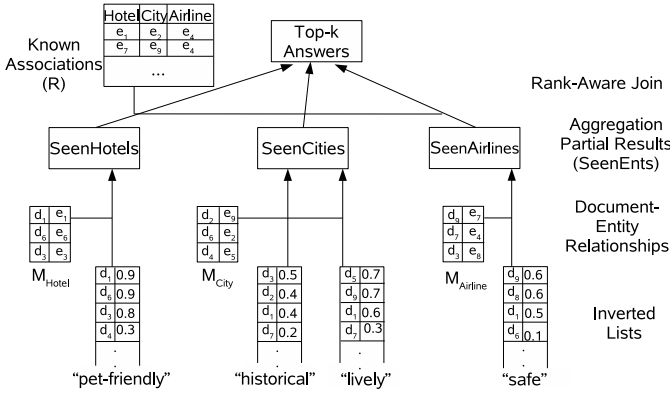 Hotel City Airline
e1 e2 e4
e7 e9 e4
...
Known
Associations
(R)
Top-k
Answers
Rank-Aware Join
SeenHotels
SeenCities
SeenAirlines
Aggregation
Partial Results
(SeenEnts)
d1 e1
d6 e6
d3 e3
MHotel
d2 e9
d6 e2
d4 e5
MCity
d9 e7
d7 e4
d3 e8
MAirline
Document-
Entity
Relationships
d1 0.9
d6 0.9
d3 0.8
d4 0.3
.
.
"pet-friendly"
d3 0.5
d2 0.4
d1 0.4
d7 0.2
.
.
"historical"
d5 0.7
d9 0.7
d1 0.6
d7 0.3
.
.
"lively"
d9 0.6
d8 0.6
d1 0.5
d6 0.1
.
.
"safe"
Inverted
Lists